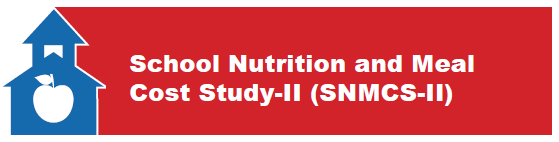 School Nutrition and Meal
Cost Study-II (SNMCS-II)